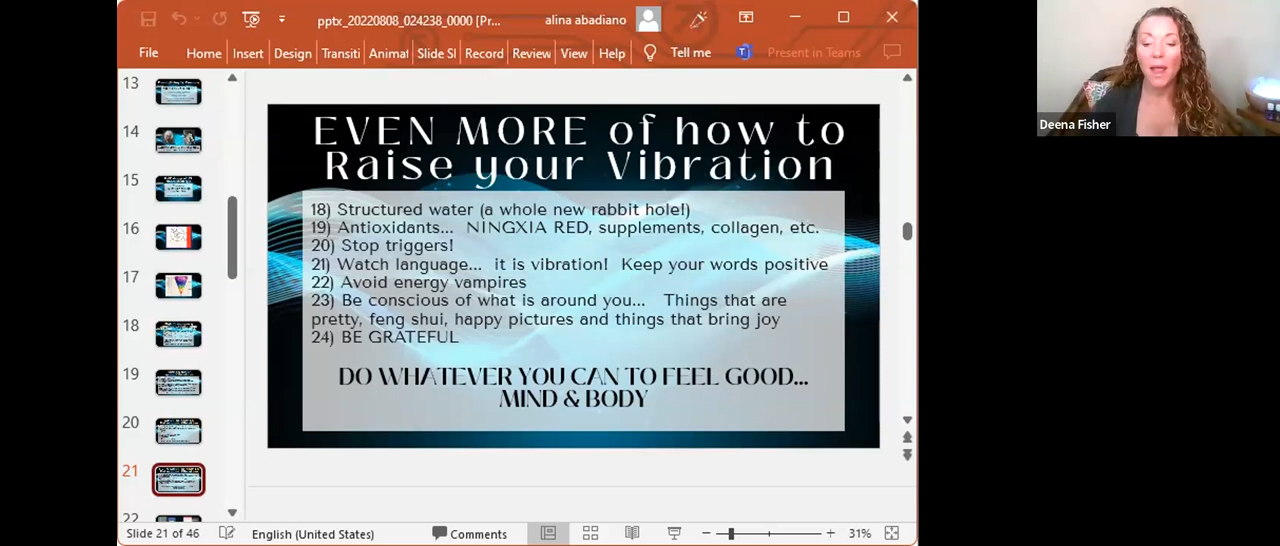 pptx_20220808_024238_0000 [Pr...
alina abadiano
File Home Insert Design Transiti Animal Slide Sl Record Review View Help Tell me Present in Teams
13
14
15
16
17
18
19
20
21
22
EVEN MORE of how to
Raise your Vibration
18) Structured water (a whole new rabbit hole!)
19) Antioxidants... NINGXIA RED, supplements, collagen, etc.
20) Stop triggers!
21) Watch language... it is vibration! Keep your words positive
22) Avoid energy vampires
23) Be conscious of what is around you... Things that are
pretty, feng shui, happy pictures and things that bring joy
24) BE GRATEFUL
DO WHATEVER YOU CAN TO FEEL GOOD...
MIND & BODY
Slide 21 of 46 English (United States) Comments 31%
Deena Fisher